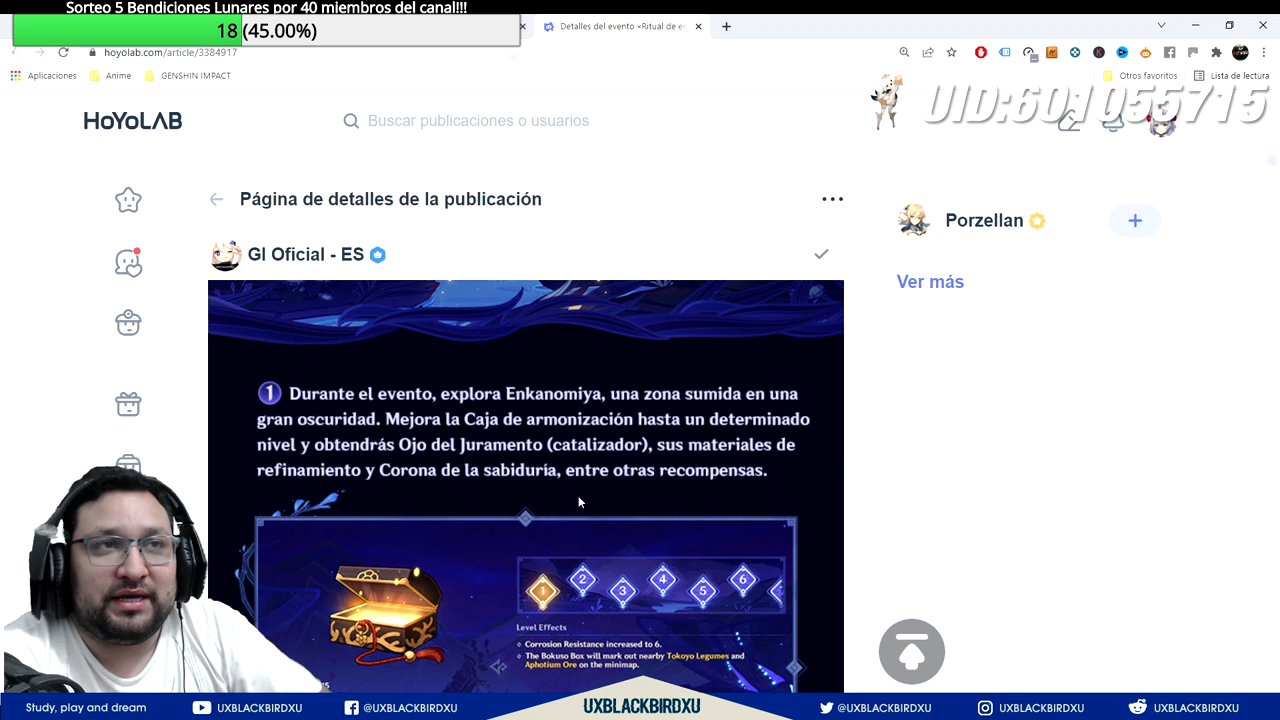 Sorteo 5 Bendiciones Lunares por 40 miembros del canal!!!
18 (45.00%)
Detalles del evento «Ritual de e
hoyolab.com/article/3384917
Aplicaciones
Anime
GENSHIN IMPACT
Otros favoritos
Lista de lectura
UID:601055715
HoYoLAB
Buscar publicaciones o usuarios
Página de detalles de la publicación
Porzellan
GI Oficial - ES
Ver más
1 Durante el evento, explora Enkanomiya, una zona sumida en una
gran oscuridad. Mejora la Caja de armonización hasta un determinado
nivel y obtendrás Ojo del Juramento (catalizador), sus materiales de
refinamiento y Corona de la sabiduría, entre otras recompensas.
1 2 3 4 5 6
Level Effects
Corrosion Resistance increased to 6.
The Bokuso Box will mark out nearby Tokoyo Legumes and
Aphotium Ore on the minimap.
Study, play and dream
UXBLACKBIRDXU
@UXBLACKBIRDXU
UXBLACKBIRDXU
@UXBLACKBIRDXU
UXBLACKBIRDXU
UXBLACKBIRDXU